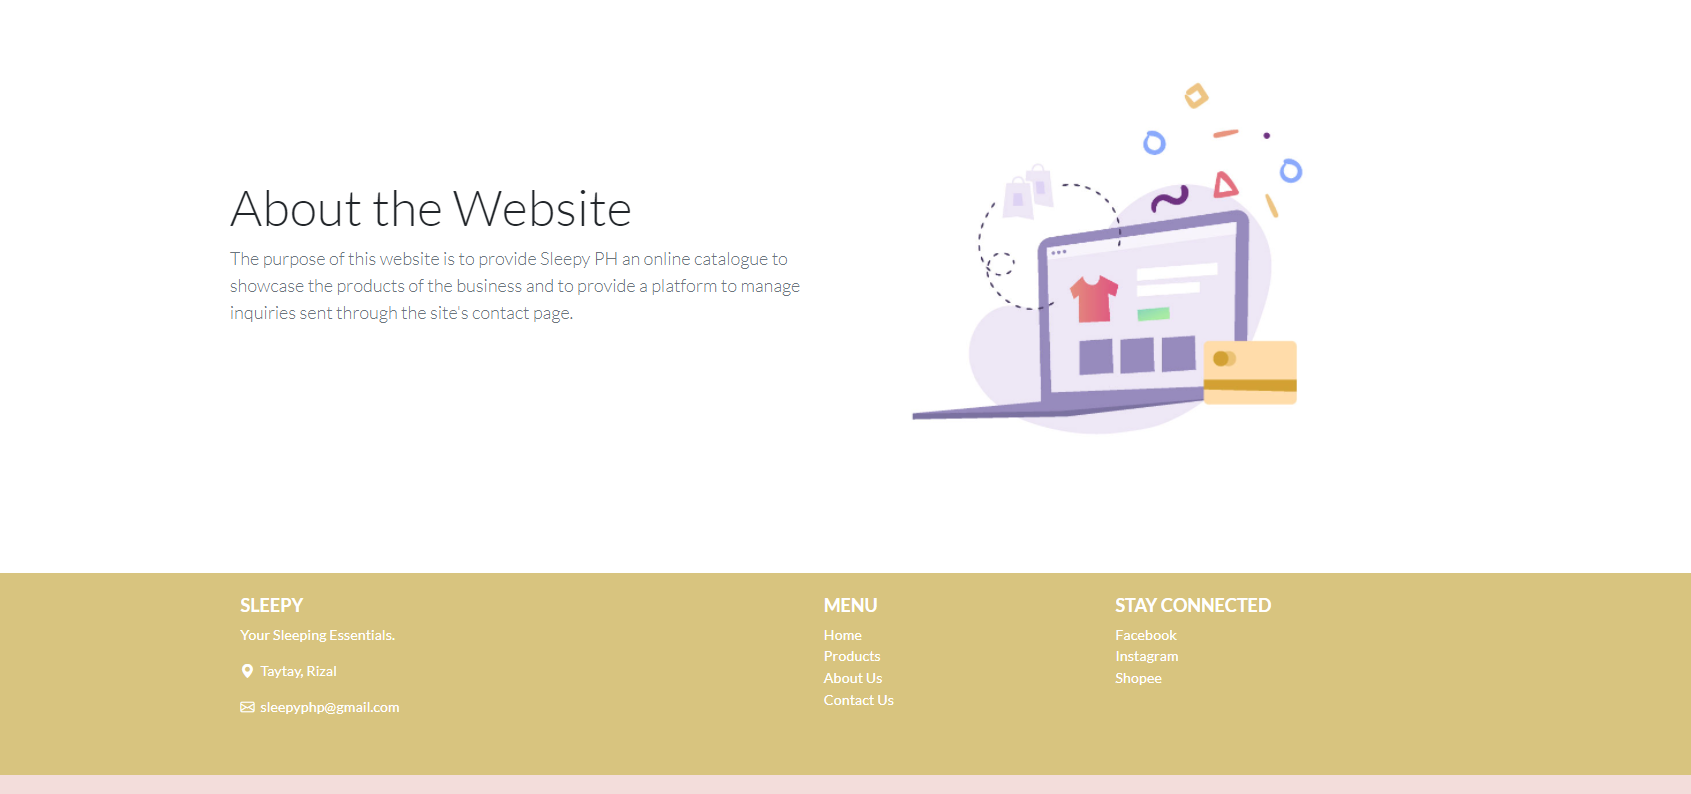 About the Website
The purpose of this website is to provide Sleepy PH an online catalogue to
showcase the products of the business and to provide a platform to manage
inquiries sent through the site's contact page.
SLEEPY
Your Sleeping Essentials.
Taytay, Rizal
sleepyphp@gmail.com
MENU
Home
Products
About Us
Contact Us
STAY CONNECTED
Facebook
Instagram
Shopee